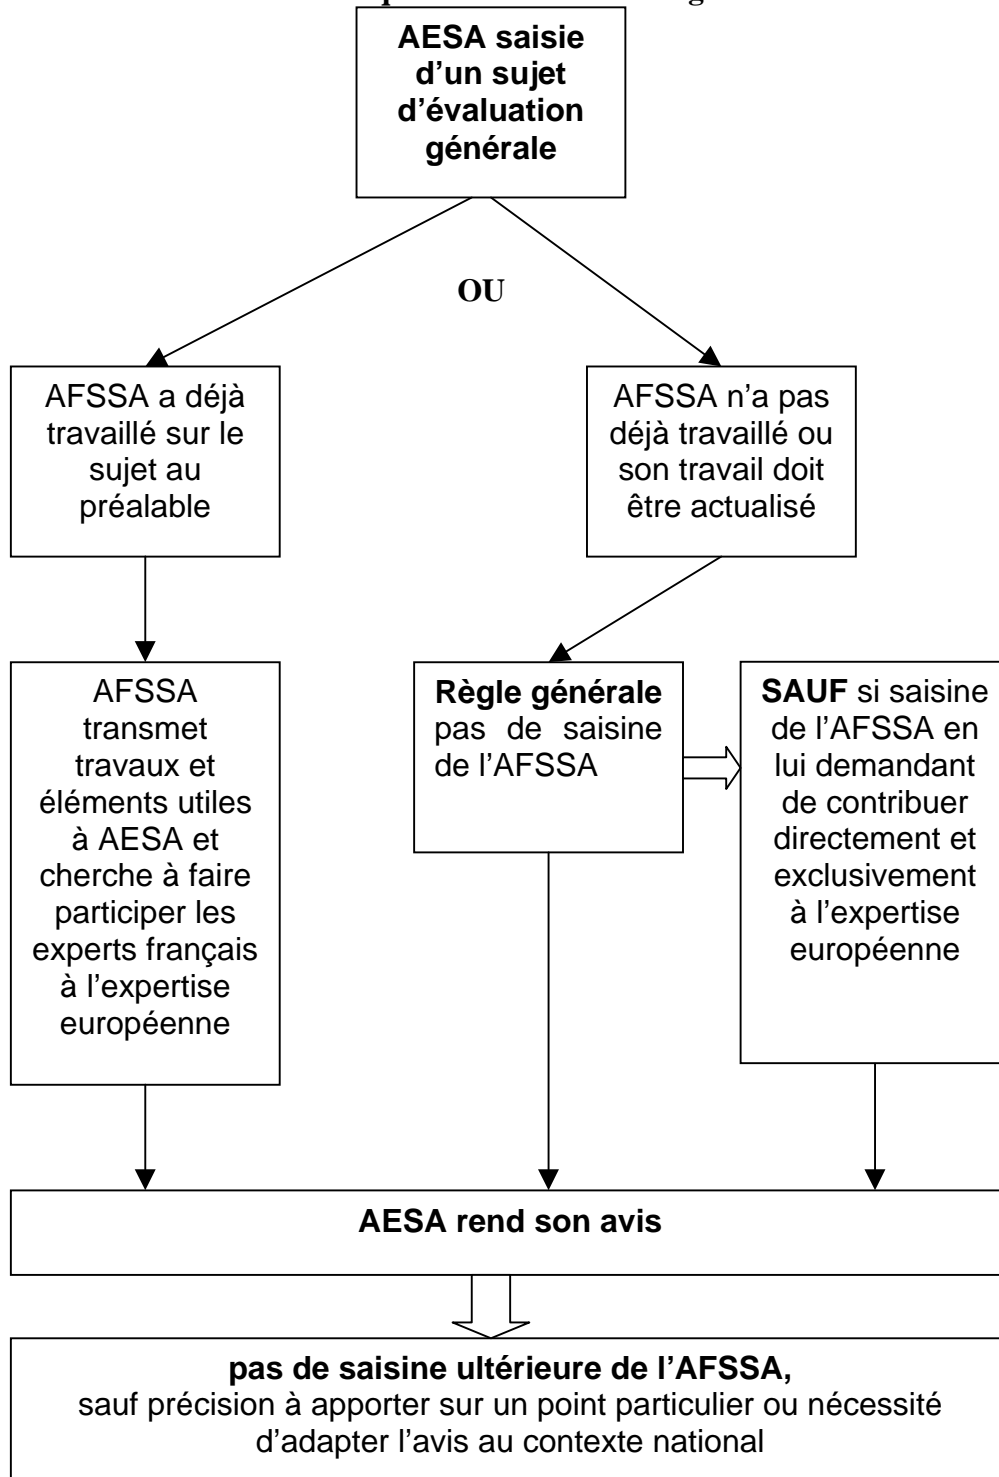 AESA saisie
d'un sujet
d'évaluation
générale
OU
AFSSA a déjà
travaillé sur le
sujet au
préalable
AFSSA n'a pas
déjà travaillé ou
son travail doit
être actualisé
AFSSA
transmet
travaux et
éléments utiles
à AESA et
cherche à faire
participer les
experts français
à l'expertise
européenne
Règle générale
pas de saisine
de l'AFSSA
SAUF si saisine
de l'AFSSA en
lui demandant
de contribuer
directement et
exclusivement
à l'expertise
européenne
AESA rend son avis
pas de saisine ultérieure de l'AFSSA,
sauf précision à apporter sur un point particulier ou nécessité
d'adapter l'avis au contexte national